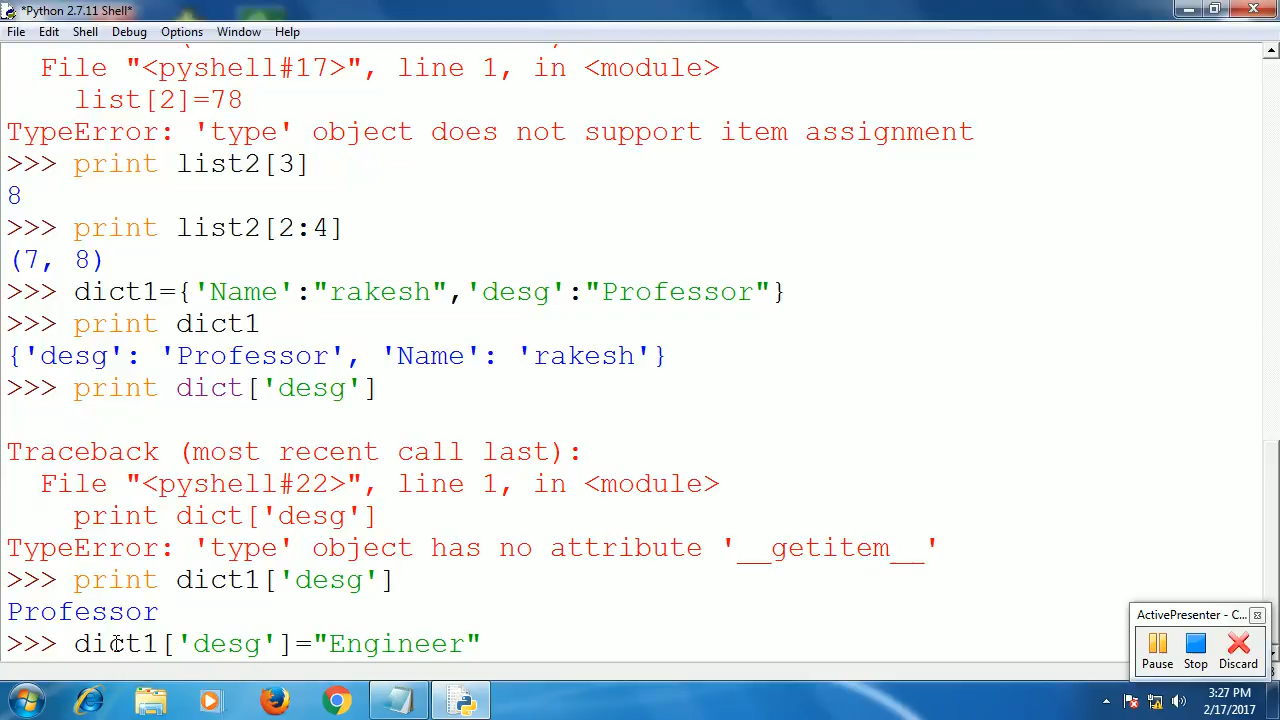 *Python 2.7.11 Shell*
File Edit Shell Debug Options Window Help
File "<pyshell#17>", line 1, in <module>
list[2]=78
TypeError: 'type' object does not support item assignment
>>> print list2[3]
8
>>> print list2[2:4]
(7, 8)
>>> dict1={'Name':"rakesh",'desg':"Professor"}
>>> print dict1
{'desg': 'Professor', 'Name': 'rakesh'}
>>> print dict['desg']
Traceback (most recent call last):
File "<pyshell#22>", line 1, in <module>
print dict['desg']
TypeError: 'type' object has no attribute '__getitem__'
>>> print dict1['desg']
Professor
>>> dict1['desg']="Engineer"
ActivePresenter - C...
Pause Stop Discard
3:27 PM
2/17/2017